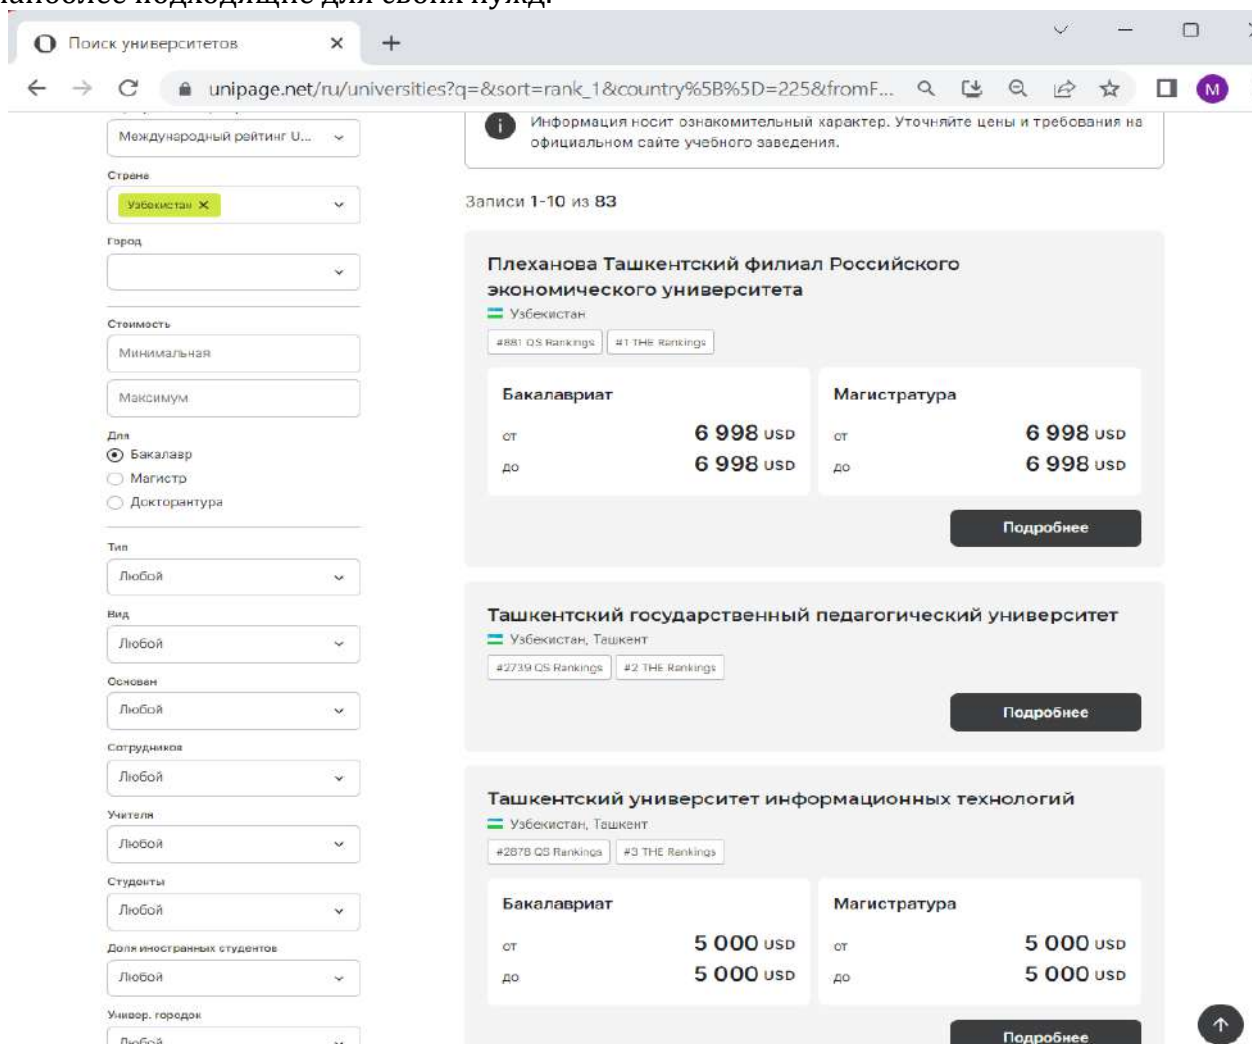 наиболее подходящие для своих нужд.
Поиск университетов
unipage.net/ru/universities?q=&sort=rank_1&country%5B%5D=225&fromF...
M
Международный рейтинг U...
Страна
Узбекистан ×
Город
Стоимость
Минимальная
Максимум
Для
Бакалавр
Магистр
Докторантура
Тип
Любой
Вид
Любой
Основан
Любой
Сотрудников
Любой
Учителя
Любой
Студенты
Любой
Доля иностранных студентов
Любой
Универ. городок
Любой
Информация носит ознакомительный характер. Уточняйте цены и требования на
официальном сайте учебного заведения.
Записи 1-10 из 83
Плеханова Ташкентский филиал Российского
экономического университета
Узбекистан
#881 QS Rankings #1 THE Rankings
Бакалавриат
от 6 998 USD
до 6 998 USD
Магистратура
от 6 998 USD
до 6 998 USD
Подробнее
Ташкентский государственный педагогический университет
Узбекистан, Ташкент
#2739 QS Rankings #2 THE Rankings
Подробнее
Ташкентский университет информационных технологий
Узбекистан, Ташкент
#2878 QS Rankings #3 THE Rankings
Бакалавриат
от 5 000 USD
до 5 000 USD
Магистратура
от 5 000 USD
до 5 000 USD
Подробнее